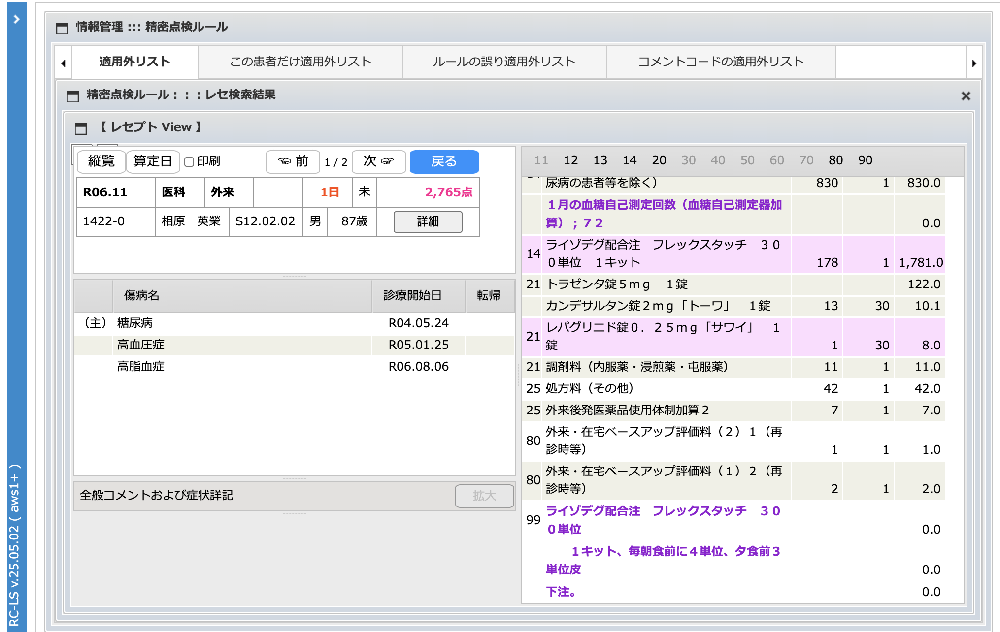 情報管理 ::: 精密点検ルール
適用外リスト
この患者だけ適用外リスト
ルールの誤り適用外リスト
コメントコードの適用外リスト
精密点検ルール：：：レセ検索結果
【 レセプト View 】
縦覧 算定日 印刷 前 1 / 2 次 戻る
R06.11 医科 外来 1日 未 2,765点
1422-0 相原　英榮 S12.02.02 男 87歳 詳細
傷病名 診療開始日 転帰
（主） 糖尿病 R04.05.24
高血圧症 R05.01.25
高脂血症 R06.08.06
全般コメントおよび症状詳記 拡大
11 12 13 14 20 30 40 50 60 70 80 90
尿病の患者等を除く） 830 1 830.0
１月の血糖自己測定回数（血糖自己測定器加
算）；７２ 0.0
14 ライゾデグ配合注　フレックスタッチ　３０
０単位　１キット 178 1 1,781.0
21 トラゼンタ錠５ｍｇ　１錠 122.0
カンデサルタン錠２ｍｇ「トーワ」　１錠 13 30 10.1
21 レパグリニド錠０．２５ｍｇ「サワイ」　１
錠 1 30 8.0
21 調剤料（内服薬・浸煎薬・屯服薬） 11 1 11.0
25 処方料（その他） 42 1 42.0
25 外来後発医薬品使用体制加算２ 7 1 7.0
80 外来・在宅ベースアップ評価料（２）１（再
診時等） 1 1 1.0
80 外来・在宅ベースアップ評価料（１）２（再
診時等） 2 1 2.0
99 ライゾデグ配合注　フレックスタッチ　３０
０単位 0.0
１キット、毎朝食前に４単位、夕食前３
単位皮 0.0
下注。 0.0
RC-LS v.25.05.02 ( aws1+ )